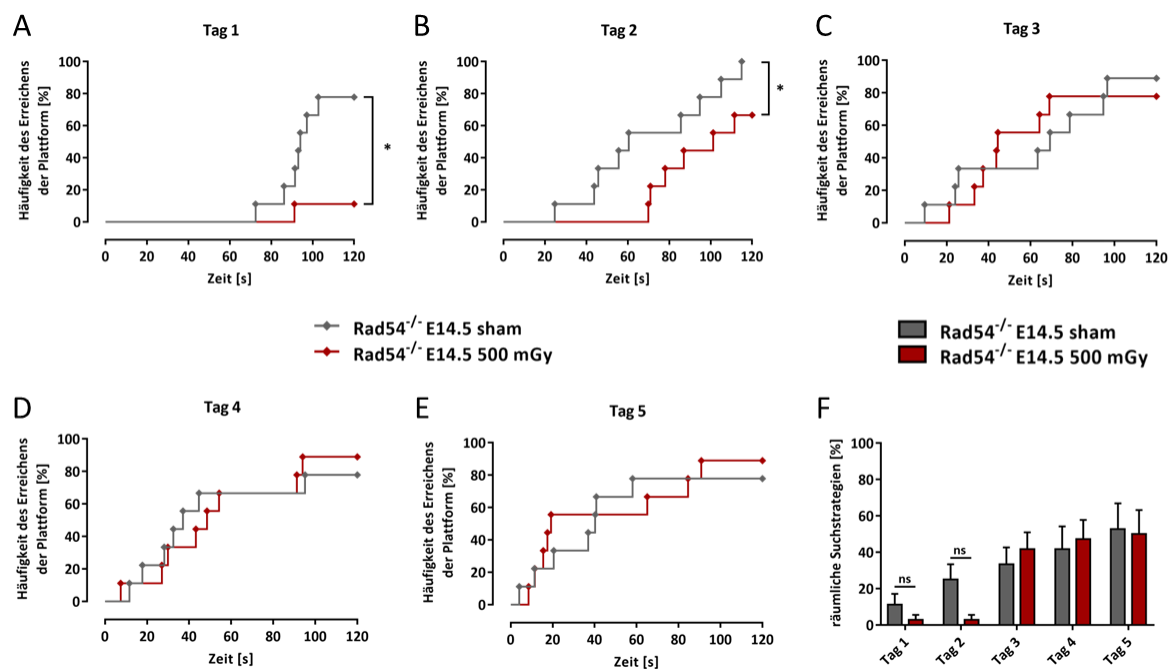 A
Tag 1
Häufigkeit des Erreichens
der Plattform [%]
100
80
60
40
20
0
*
0 20 40 60 80 100 120
Zeit [s]
B
Tag 2
Häufigkeit des Erreichens
der Plattform [%]
100
80
60
40
20
0
*
0 20 40 60 80 100 120
Zeit [s]
C
Tag 3
Häufigkeit des Erreichens
der Plattform [%]
100
80
60
40
20
0
0 20 40 60 80 100 120
Zeit [s]
Rad54-/- E14.5 sham
Rad54-/- E14.5 500 mGy
Rad54-/- E14.5 sham
Rad54-/- E14.5 500 mGy
D
Tag 4
Häufigkeit des Erreichens
der Plattform [%]
100
80
60
40
20
0
0 20 40 60 80 100 120
Zeit [s]
E
Tag 5
Häufigkeit des Erreichens
der Plattform [%]
100
80
60
40
20
0
0 20 40 60 80 100 120
Zeit [s]
F
räumliche Suchstrategien [%]
100
80
60
40
20
0
ns
ns
Tag 1 Tag 2 Tag 3 Tag 4 Tag 5